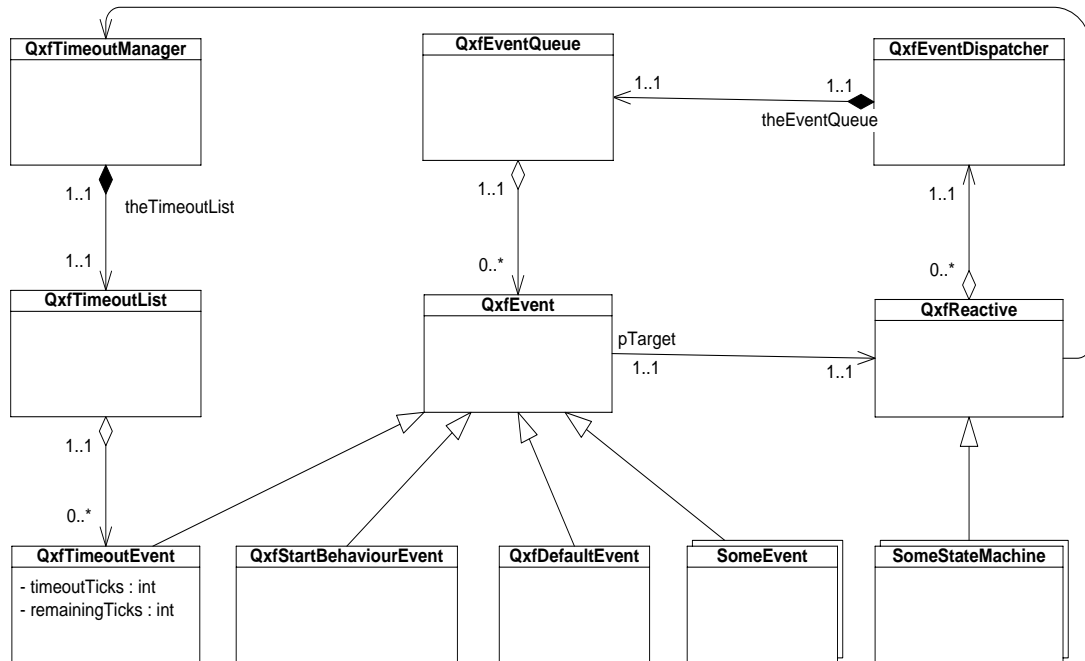 QxfTimeoutManager
QxfEventQueue
QxfEventDispatcher
1..1
1..1
theEventQueue
1..1
theTimeoutList
1..1
1..1
1..1
0..*
0..*
QxfTimeoutList
QxfEvent
QxfReactive
pTarget
1..1
1..1
1..1
0..*
QxfTimeoutEvent
QxfStartBehaviourEvent
QxfDefaultEvent
SomeEvent
SomeStateMachine
- timeoutTicks : int
- remainingTicks : int